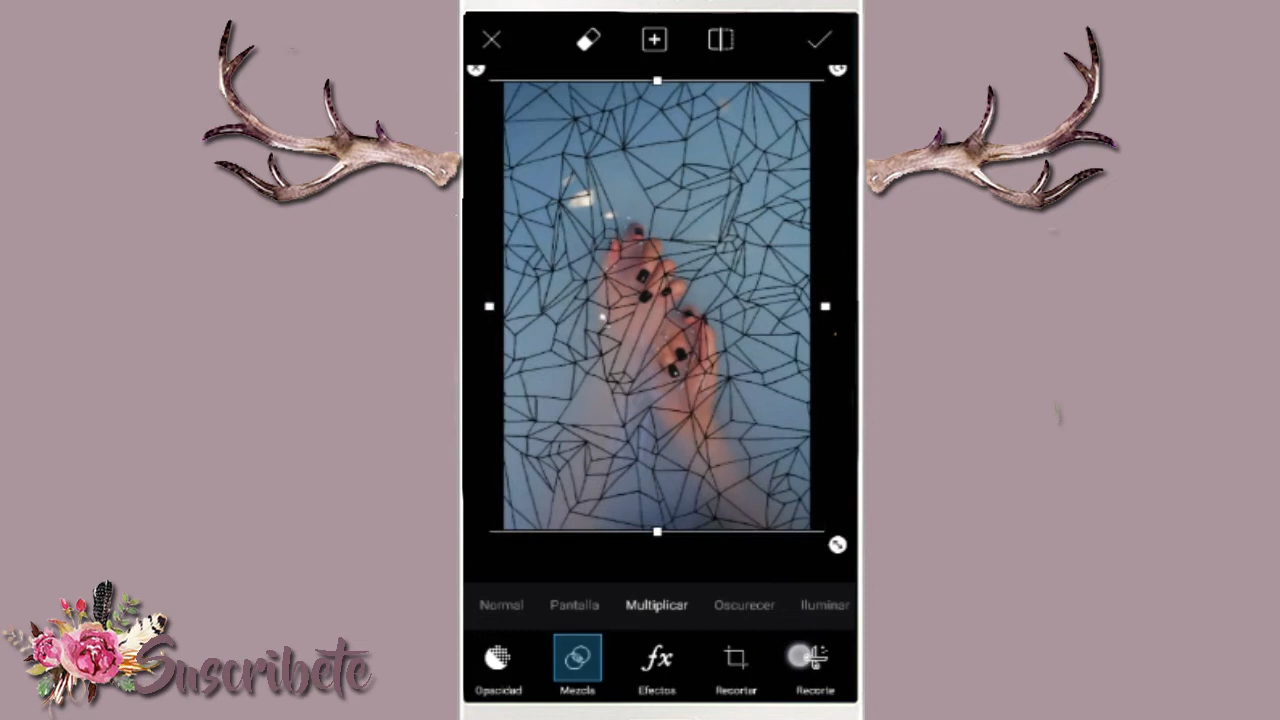 Normal Pantalla Multiplicar Oscurecer Iluminar
fx
Opacidad Mezcla Efectos Recortar Recorte
Suscribete